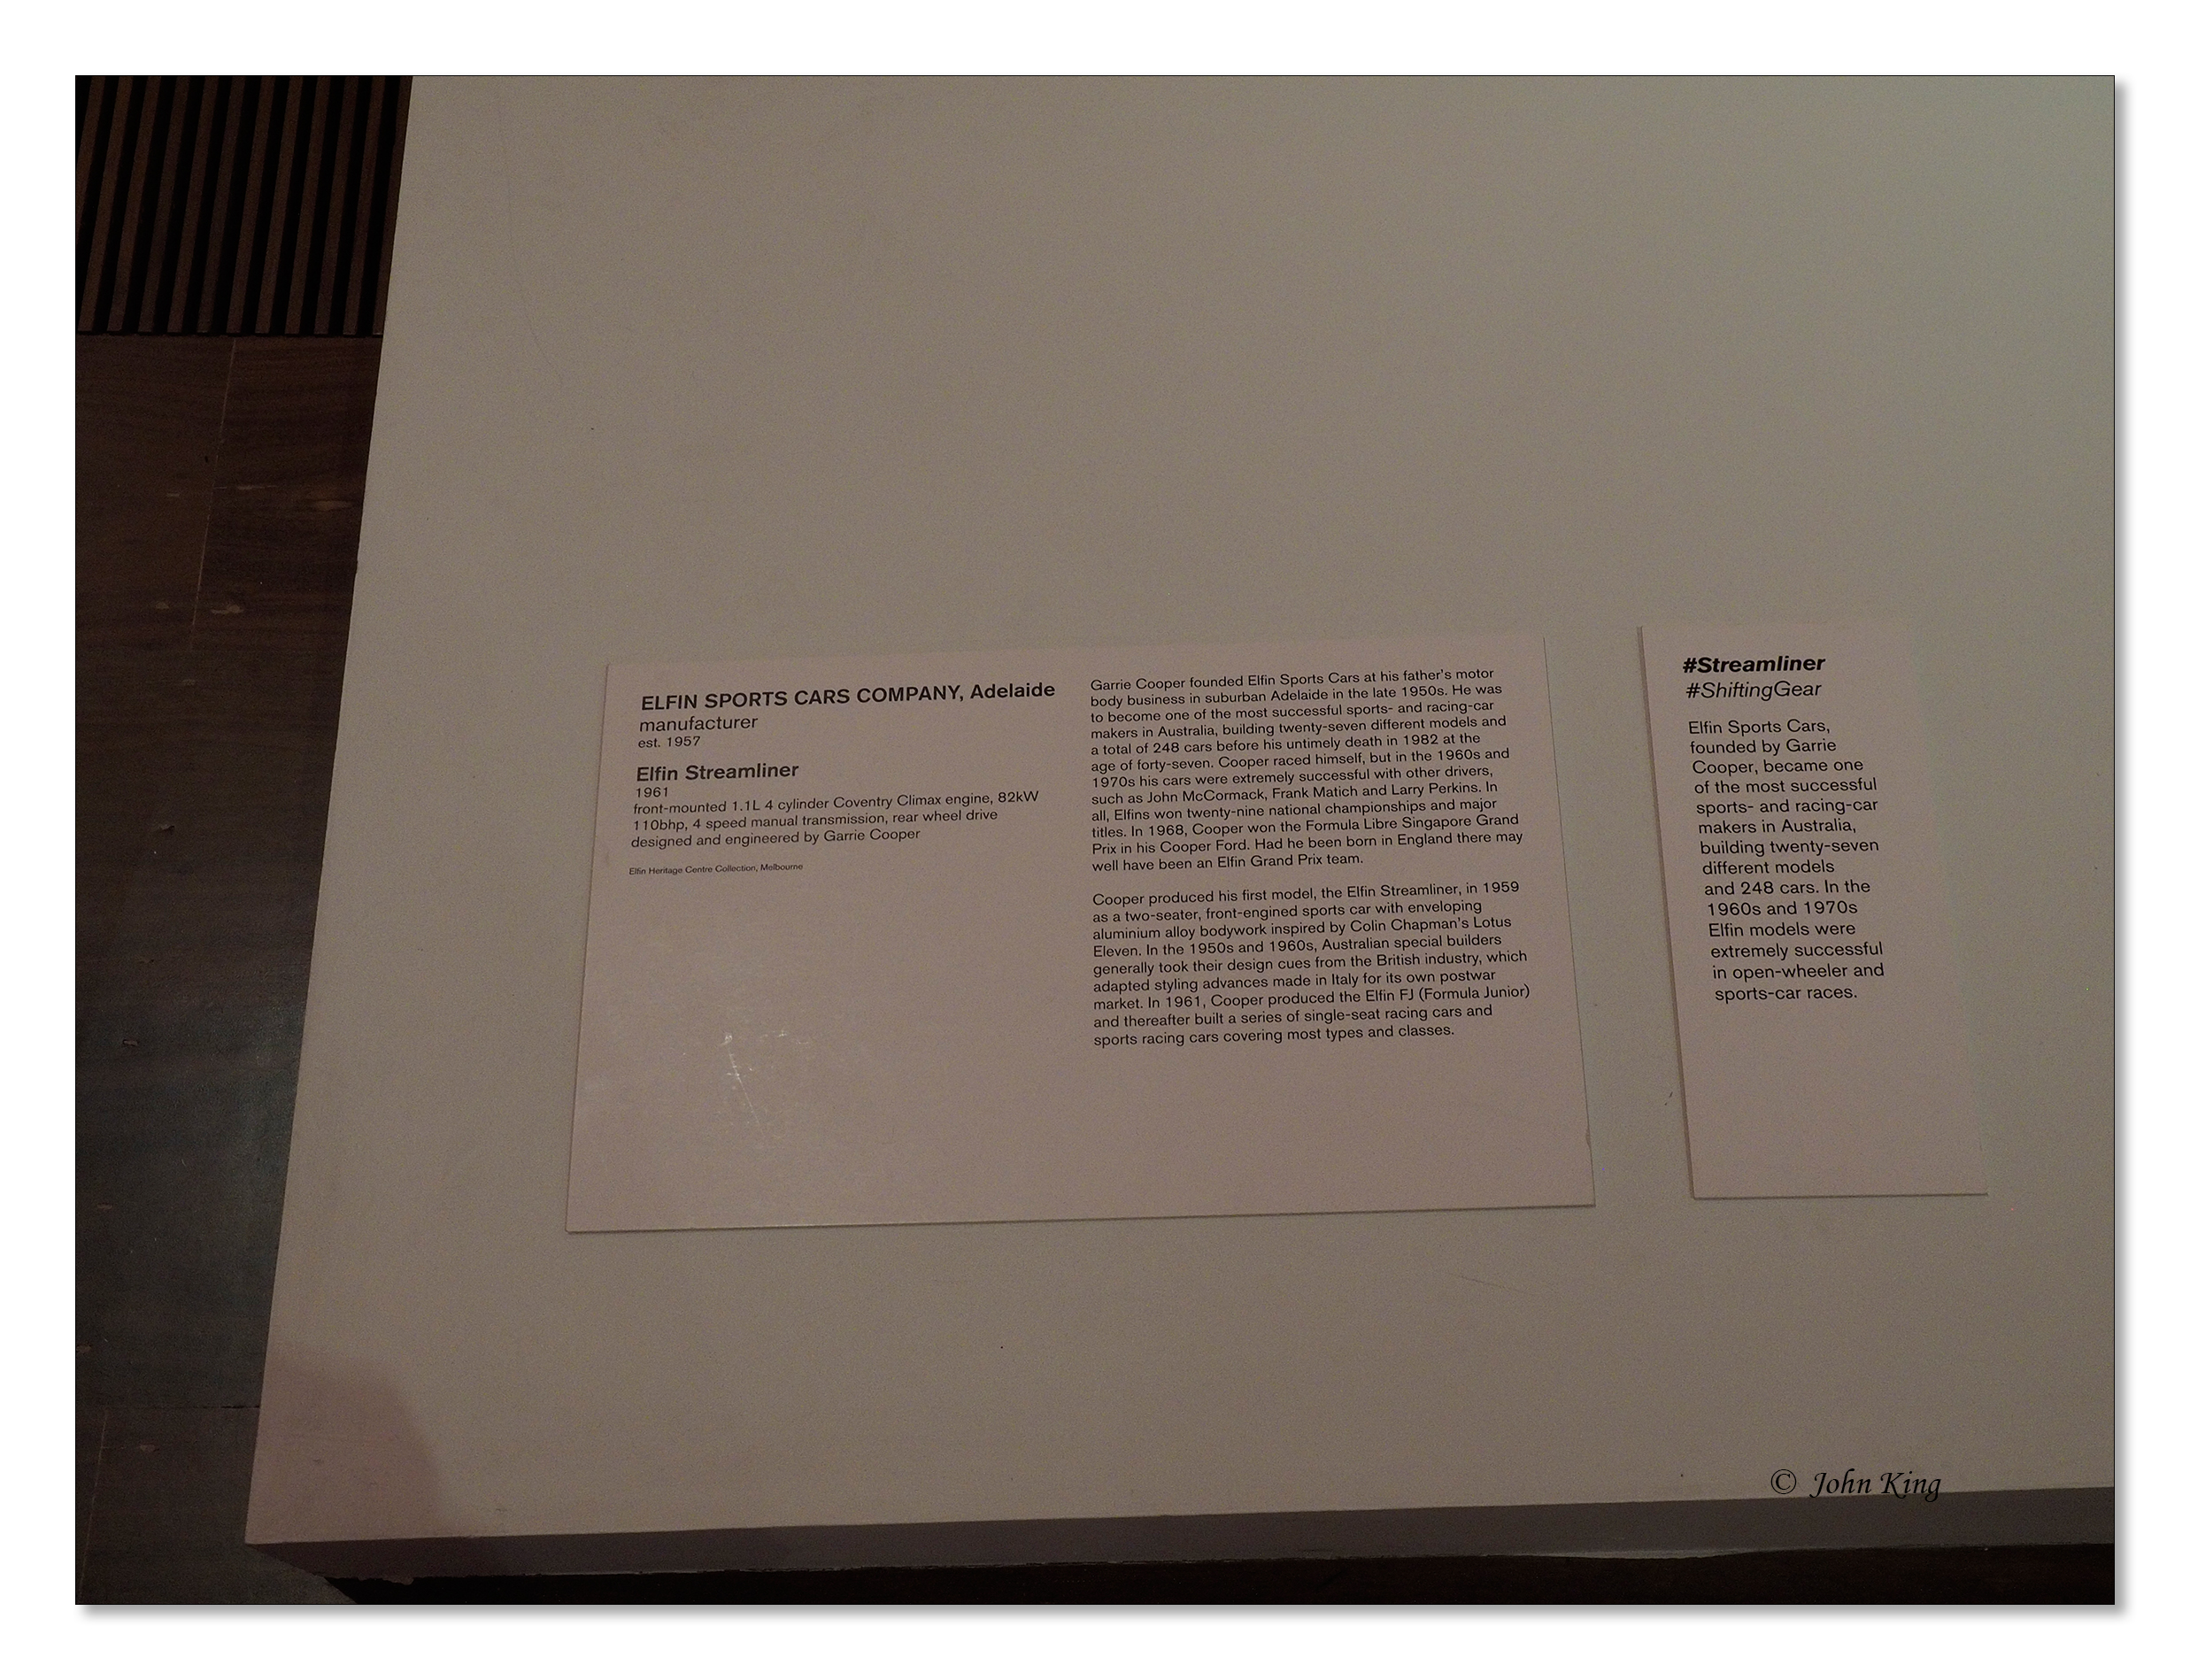 ELFIN SPORTS CARS COMPANY, Adelaide
manufacturer
est. 1957
Elfin Streamliner
1961
front-mounted 1.1L 4 cylinder Coventry Climax engine, 82kW
110bhp, 4 speed manual transmission, rear wheel drive
designed and engineered by Garrie Cooper
Elfin Heritage Centre Collection, Melbourne
Garrie Cooper founded Elfin Sports Cars at his father's motor
body business in suburban Adelaide in the late 1950s. He was
to become one of the most successful sports- and racing-car
makers in Australia, building twenty-seven different models and
a total of 248 cars before his untimely death in 1982 at the
age of forty-seven. Cooper raced himself, but in the 1960s and
1970s his cars were extremely successful with other drivers,
such as John McCormack, Frank Matich and Larry Perkins. In
all, Elfins won twenty-nine national championships and major
titles. In 1968, Cooper won the Formula Libre Singapore Grand
Prix in his Cooper Ford. Had he been born in England there may
well have been an Elfin Grand Prix team.
Cooper produced his first model, the Elfin Streamliner, in 1959
as a two-seater, front-engined sports car with enveloping
aluminium alloy bodywork inspired by Colin Chapman's Lotus
Eleven. In the 1950s and 1960s, Australian special builders
generally took their design cues from the British industry, which
adapted styling advances made in Italy for its own postwar
market. In 1961, Cooper produced the Elfin FJ (Formula Junior)
and thereafter built a series of single-seat racing cars and
sports racing cars covering most types and classes.
#Streamliner
#ShiftingGear
Elfin Sports Cars,
founded by Garrie
Cooper, became one
of the most successful
sports- and racing-car
makers in Australia,
building twenty-seven
different models
and 248 cars. In the
1960s and 1970s
Elfin models were
extremely successful
in open-wheeler and
sports-car races.
© John King